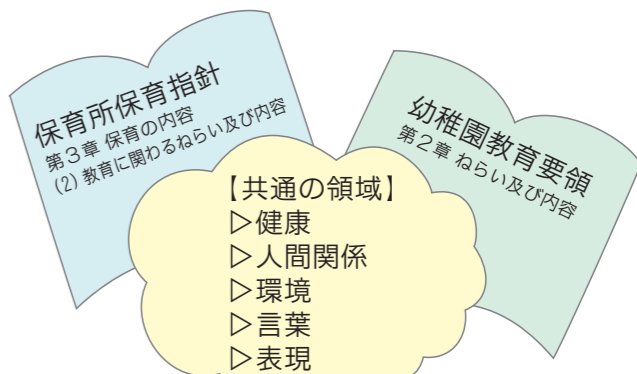 保育所保育指針
第3章 保育の内容
(2) 教育に関わるねらい及び内容
幼稚園教育要領
第2章 ねらい及び内容
【共通の領域】
▷健康
▷人間関係
▷環境
▷言葉
▷表現